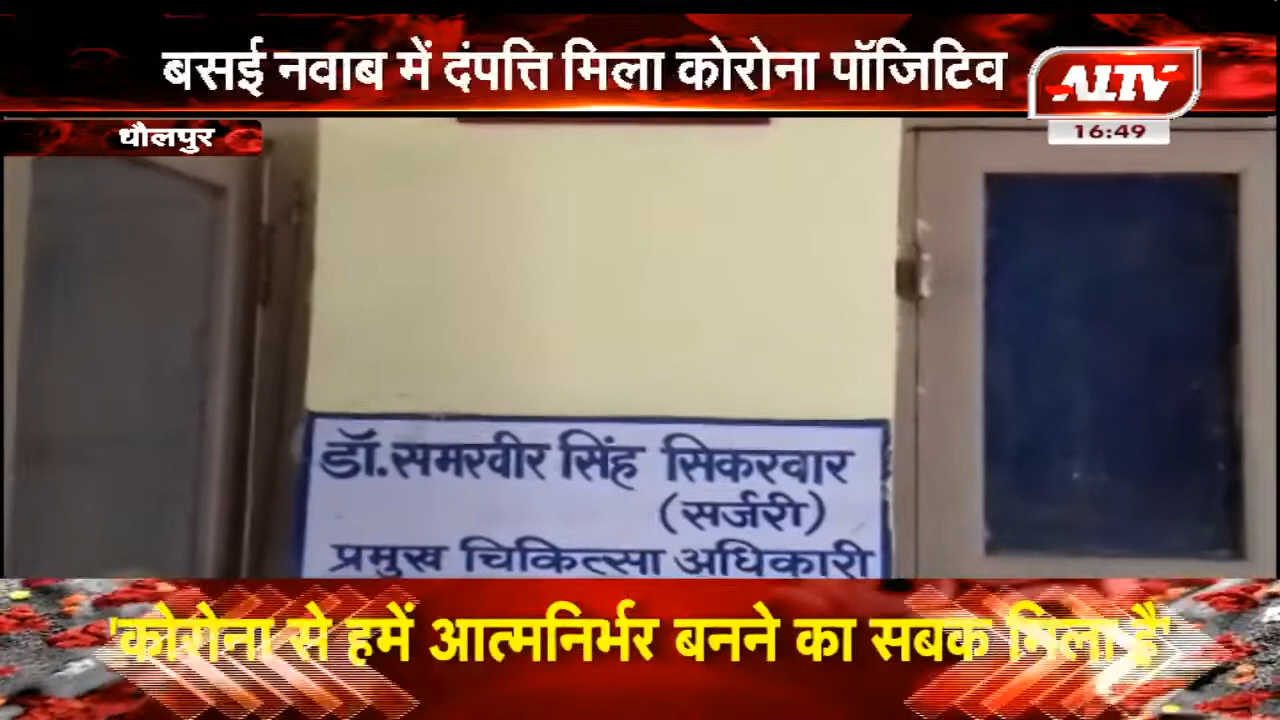 बसई नवाब में दंपत्ति मिला कोरोना पॉजिटिव
ALTV
16:49
धौलपुर
डॉ.समरवीर सिंह सिकरवार
(सर्जरी)
प्रमुख चिकित्सा अधिकारी
'कोरोना से हमें आत्मनिर्भर बनने का सबक मिला है'